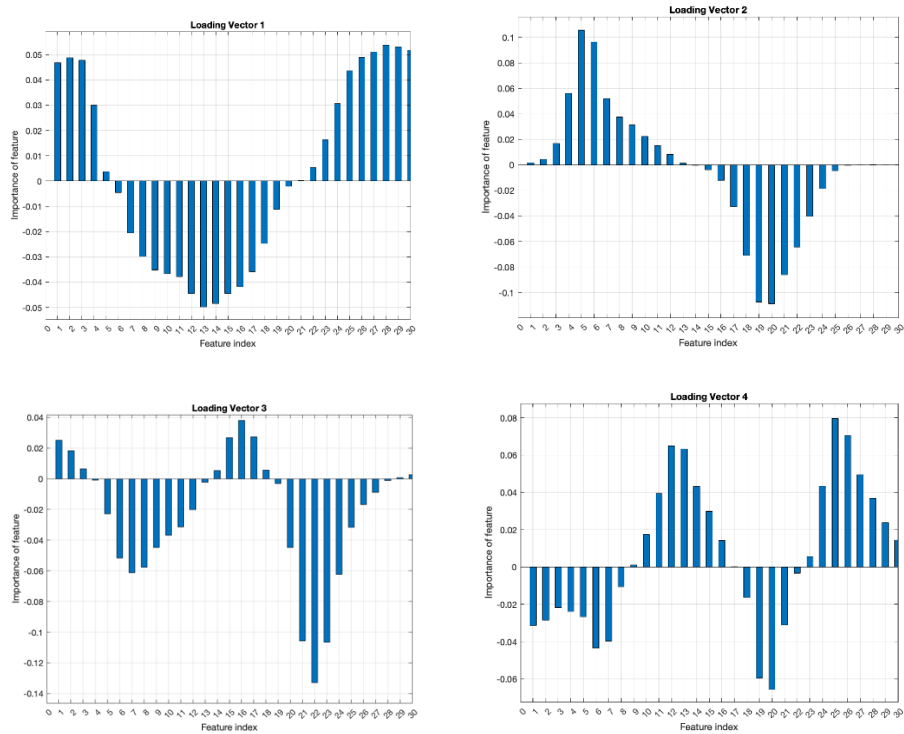 Loading Vector 1
Importance of feature
0.05
0.04
0.03
0.02
0.01
0
-0.01
-0.02
-0.03
-0.04
-0.05
0 1 2 3 4 5 6 7 8 9 10 11 12 13 14 15 16 17 18 19 20 21 22 23 24 25 26 27 28 29 30
Feature index
Loading Vector 2
Importance of feature
0.1
0.08
0.06
0.04
0.02
0
-0.02
-0.04
-0.06
-0.08
-0.1
0 1 2 3 4 5 6 7 8 9 10 11 12 13 14 15 16 17 18 19 20 21 22 23 24 25 26 27 28 29 30
Feature index
Loading Vector 3
Importance of feature
0.04
0.02
0
-0.02
-0.04
-0.06
-0.08
-0.1
-0.12
-0.14
0 1 2 3 4 5 6 7 8 9 10 11 12 13 14 15 16 17 18 19 20 21 22 23 24 25 26 27 28 29 30
Feature index
Loading Vector 4
Importance of feature
0.08
0.06
0.04
0.02
0
-0.02
-0.04
-0.06
0 1 2 3 4 5 6 7 8 9 10 11 12 13 14 15 16 17 18 19 20 21 22 23 24 25 26 27 28 29 30
Feature index